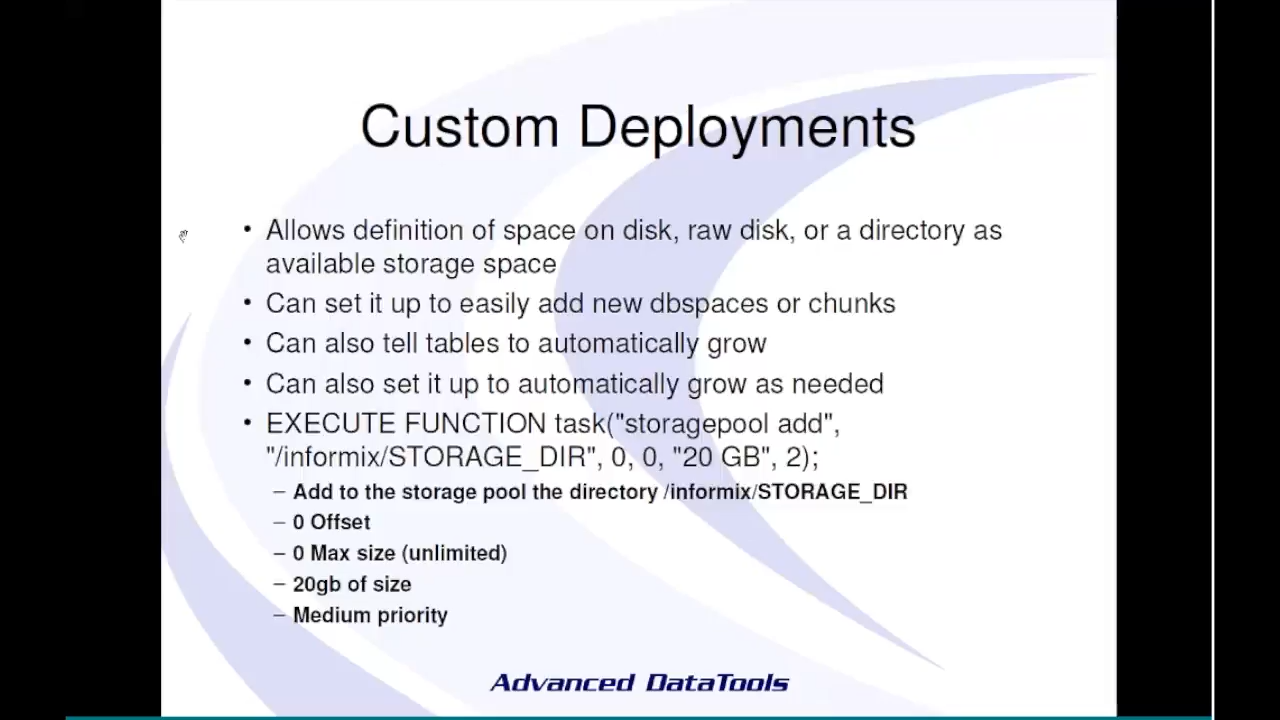 Custom Deployments
• Allows definition of space on disk, raw disk, or a directory as
available storage space
• Can set it up to easily add new dbspaces or chunks
• Can also tell tables to automatically grow
• Can also set it up to automatically grow as needed
• EXECUTE FUNCTION task("storagepool add",
"/informix/STORAGE_DIR", 0, 0, "20 GB", 2);
– Add to the storage pool the directory /informix/STORAGE_DIR
– 0 Offset
– 0 Max size (unlimited)
– 20gb of size
– Medium priority
Advanced DataTools